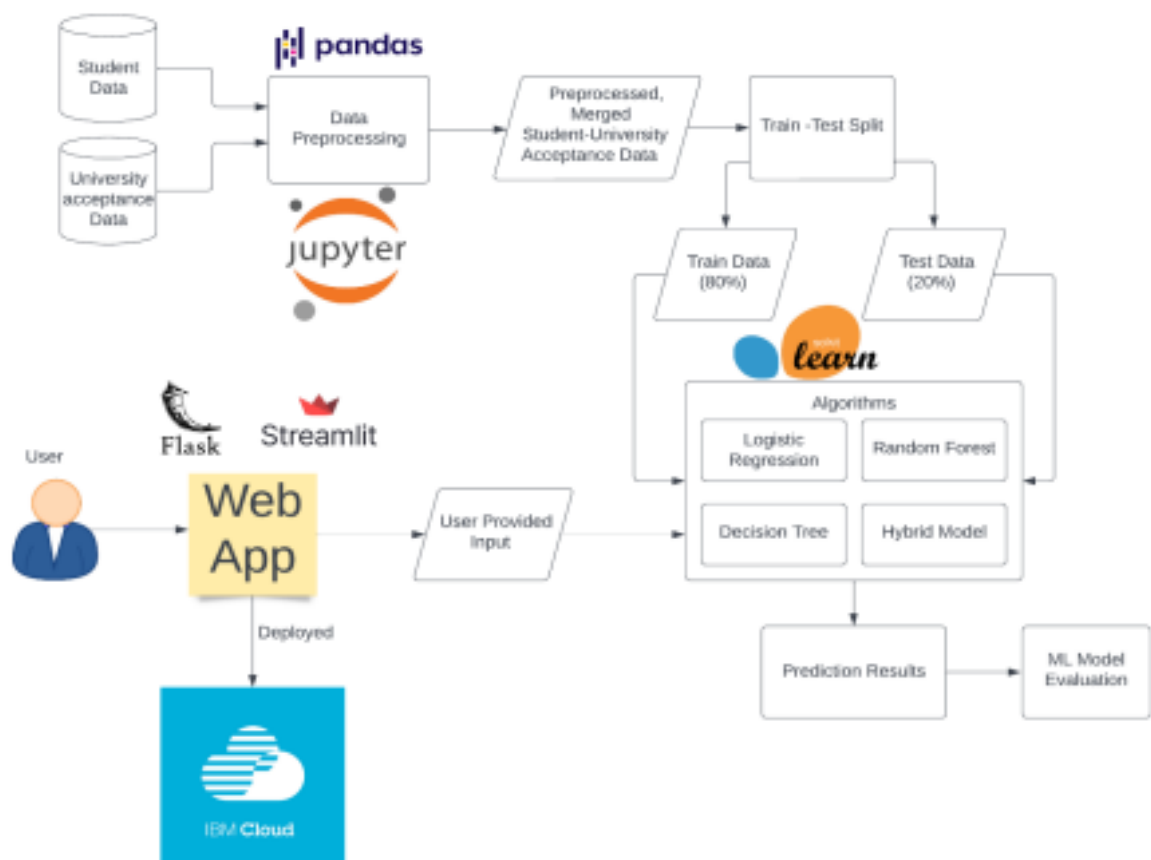 Student
Data
University
acceptance
Data
pandas
Data
Preprocessing
jupyter
Preprocessed,
Merged
Student-University
Acceptance Data
Train -Test Split
Train Data
(80%)
Test Data
(20%)
learn
Algorithms
Logistic
Regression
Random Forest
Decision Tree
Hybrid Model
Flask
Streamlit
User
Web
App
User Provided
Input
Deployed
IBM Cloud
Prediction Results
ML Model
Evaluation